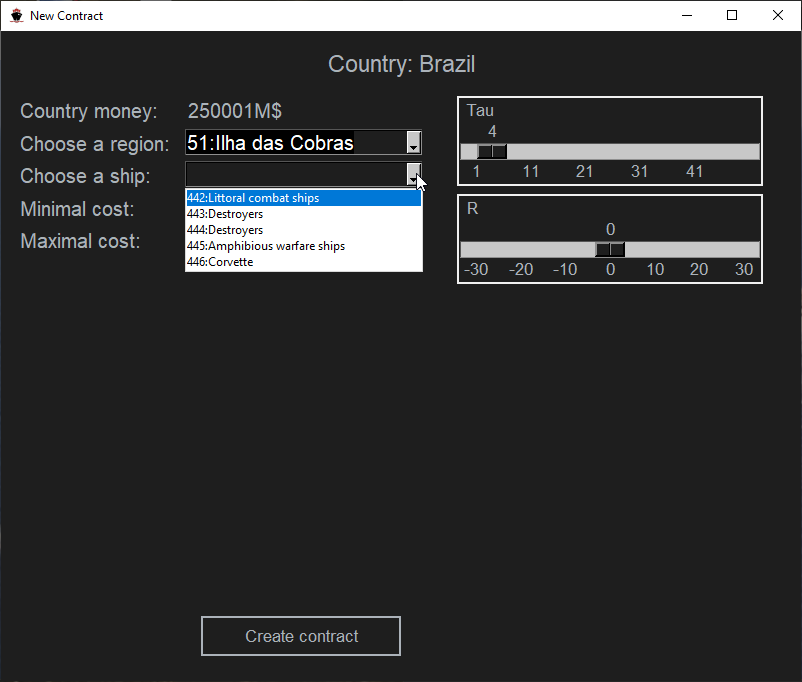 New Contract
Country: Brazil
Country money: 250001M$
Choose a region: 51:Ilha das Cobras
Choose a ship:
442:Littoral combat ships
443:Destroyers
444:Destroyers
445:Amphibious warfare ships
446:Corvette
Minimal cost:
Maximal cost:
Tau
4
1 11 21 31 41
R
0
-30 -20 -10 0 10 20 30
Create contract